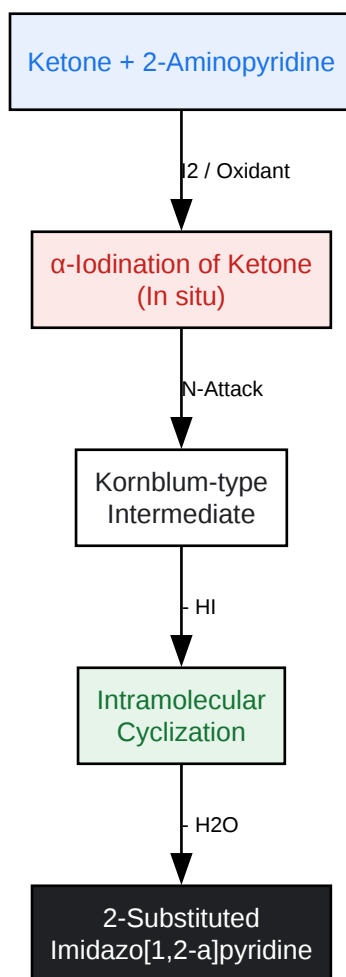 Ketone + 2-Aminopyridine
I2 / Oxidant
α-Iodination of Ketone
(In situ)
N-Attack
Kornblum-type
Intermediate
- HI
Intramolecular
Cyclization
- H2O
2-Substituted
Imidazo[1,2-a]pyridine